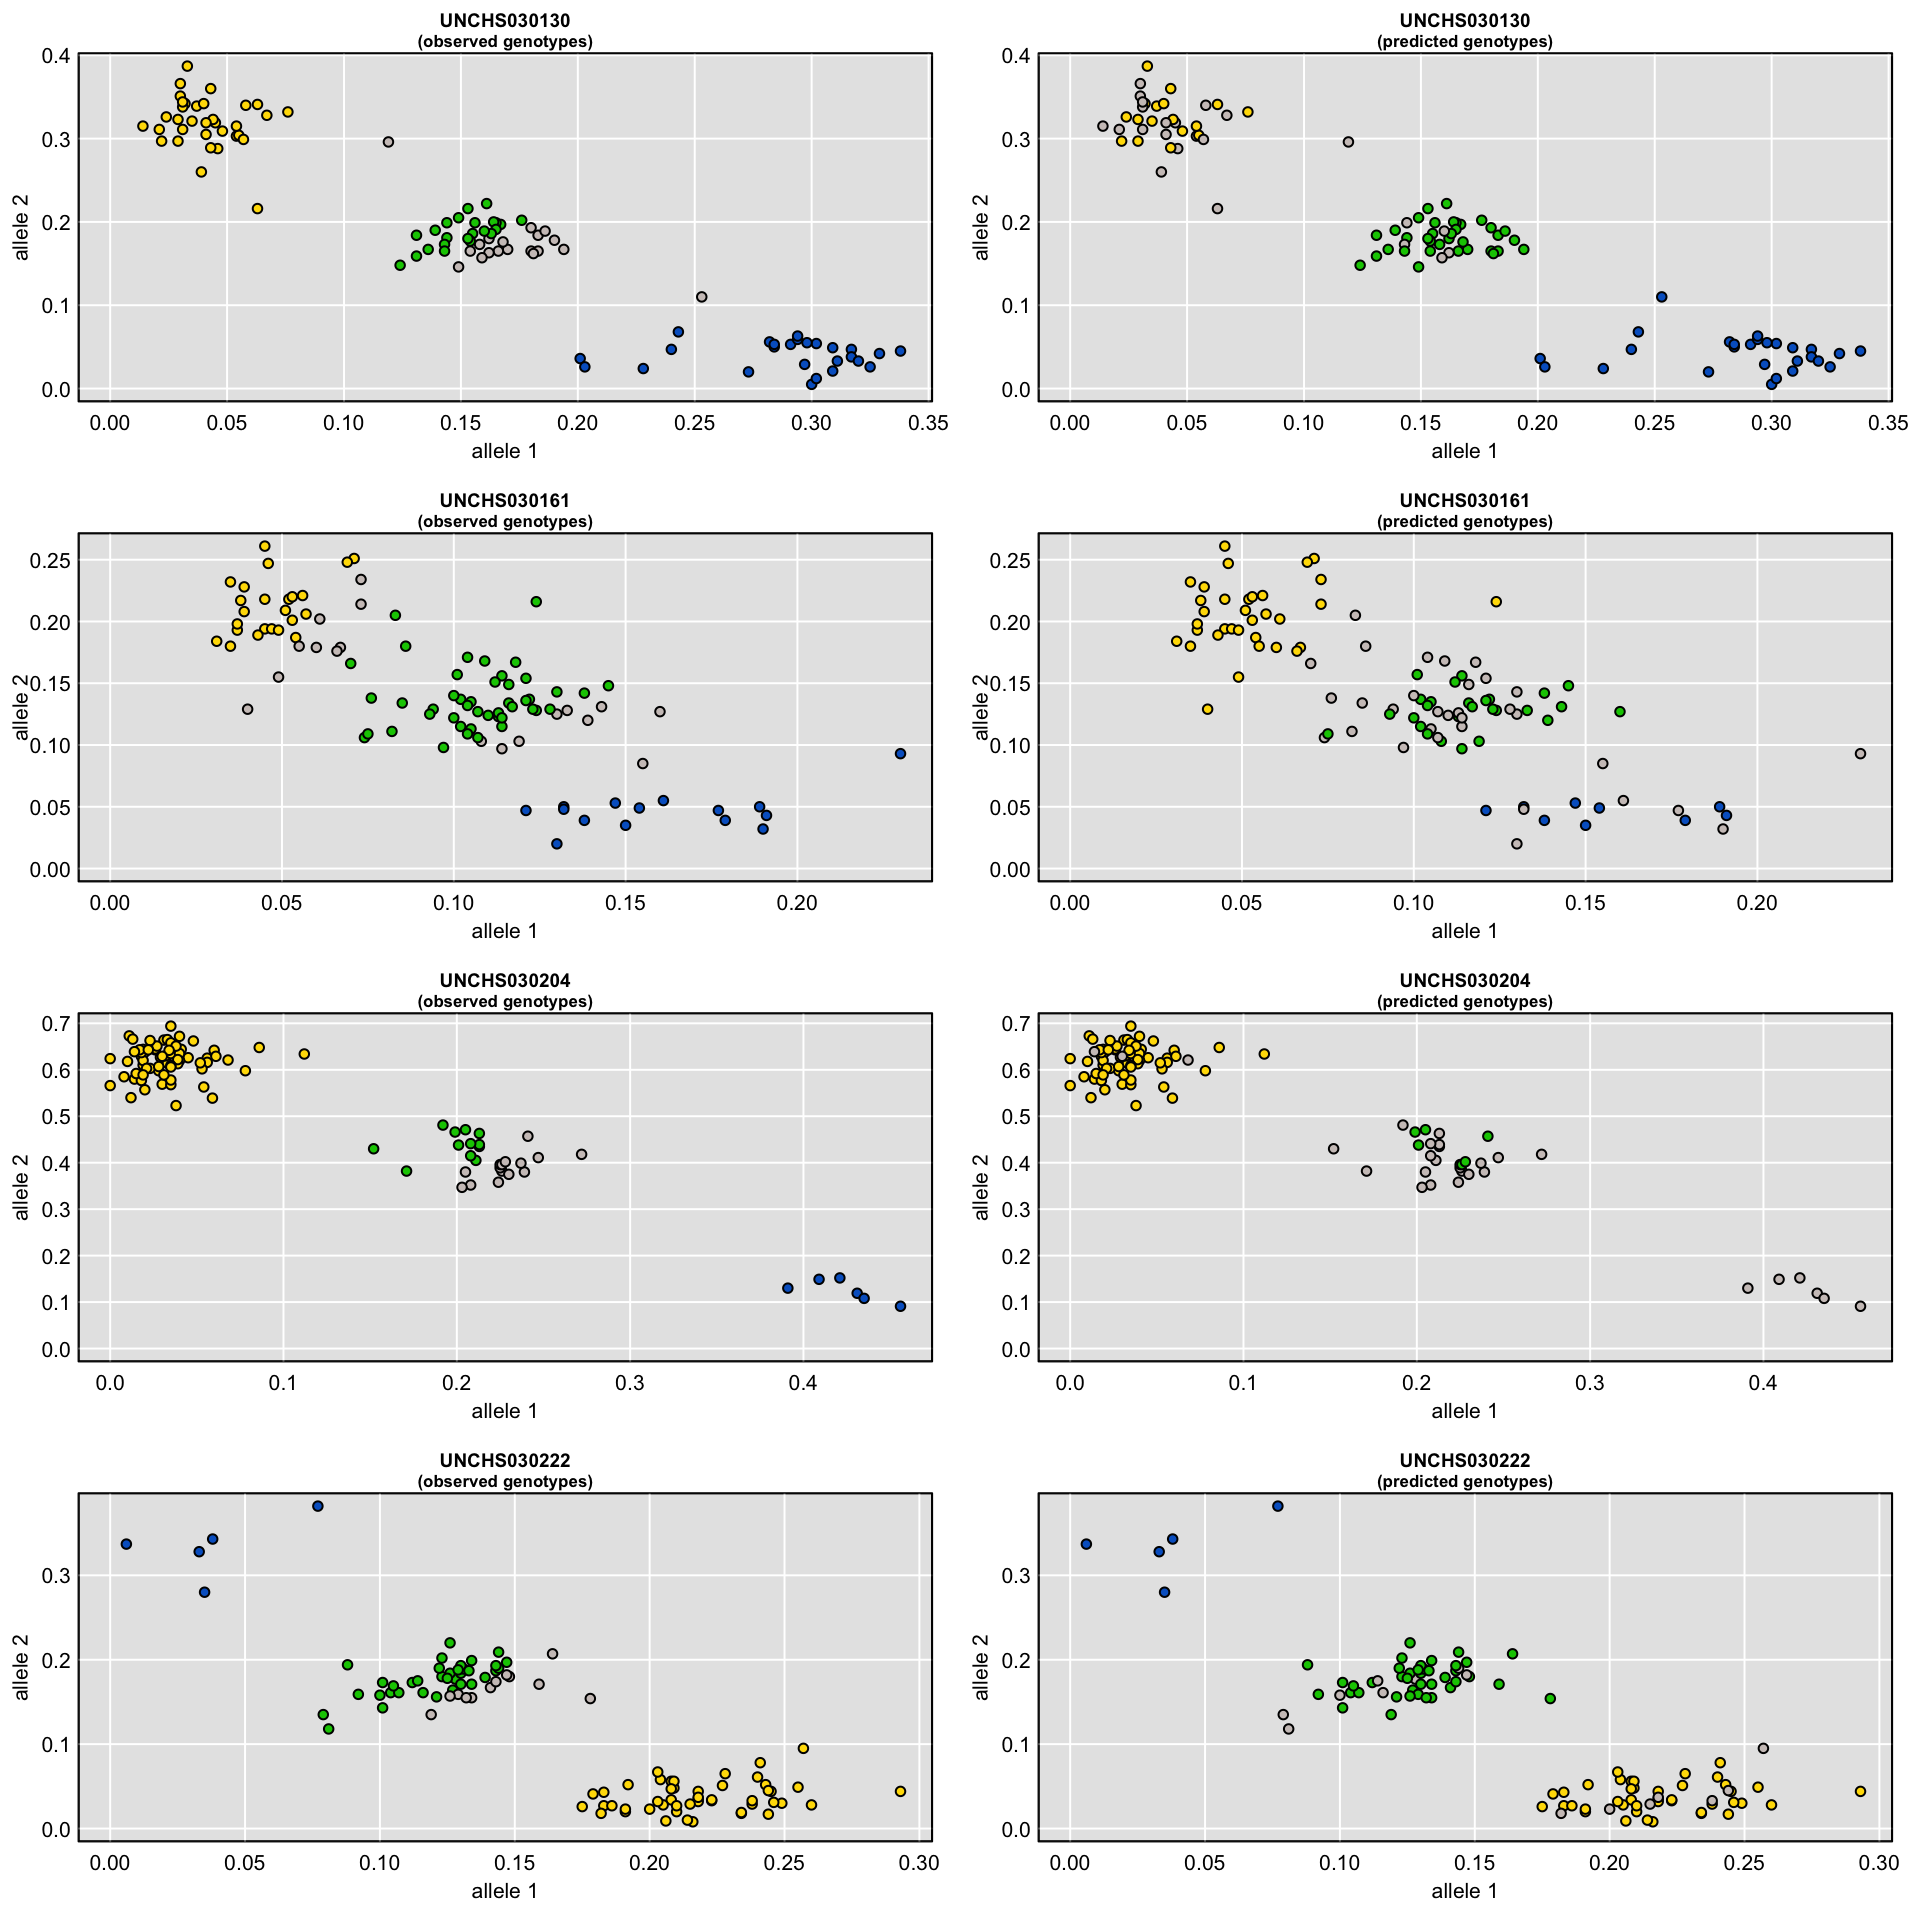 UNCHS030130
(observed genotypes)
allele 2
0.4
0.3
0.2
0.1
0.0
0.00 0.05 0.10 0.15 0.20 0.25 0.30 0.35
allele 1
UNCHS030130
(predicted genotypes)
allele 2
0.4
0.3
0.2
0.1
0.0
0.00 0.05 0.10 0.15 0.20 0.25 0.30 0.35
allele 1
UNCHS030161
(observed genotypes)
allele 2
0.25
0.20
0.15
0.10
0.05
0.00
0.00 0.05 0.10 0.15 0.20
allele 1
UNCHS030161
(predicted genotypes)
allele 2
0.25
0.20
0.15
0.10
0.05
0.00
0.00 0.05 0.10 0.15 0.20
allele 1
UNCHS030204
(observed genotypes)
allele 2
0.7
0.6
0.5
0.4
0.3
0.2
0.1
0.0
0.0 0.1 0.2 0.3 0.4
allele 1
UNCHS030204
(predicted genotypes)
allele 2
0.7
0.6
0.5
0.4
0.3
0.2
0.1
0.0
0.0 0.1 0.2 0.3 0.4
allele 1
UNCHS030222
(observed genotypes)
allele 2
0.3
0.2
0.1
0.0
0.00 0.05 0.10 0.15 0.20 0.25 0.30
allele 1
UNCHS030222
(predicted genotypes)
allele 2
0.3
0.2
0.1
0.0
0.00 0.05 0.10 0.15 0.20 0.25 0.30
allele 1